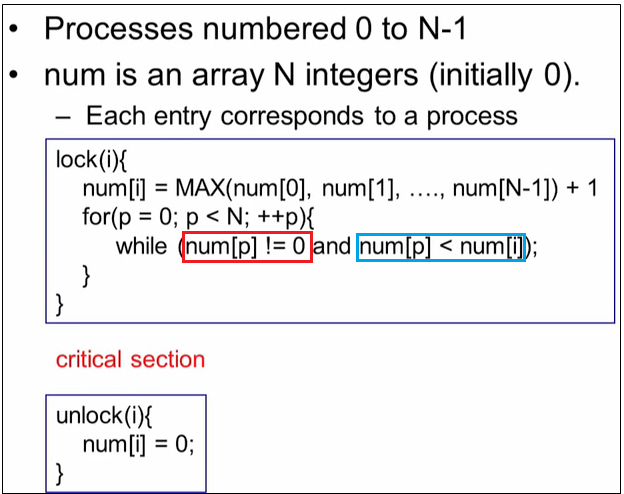 • Processes numbered 0 to N-1
• num is an array N integers (initially 0).
– Each entry corresponds to a process
lock(i){
num[i] = MAX(num[0], num[1], …., num[N-1]) + 1
for(p = 0; p < N; ++p){
while (num[p] != 0 and num[p] < num[i]);
}
}
critical section
unlock(i){
num[i] = 0;
}